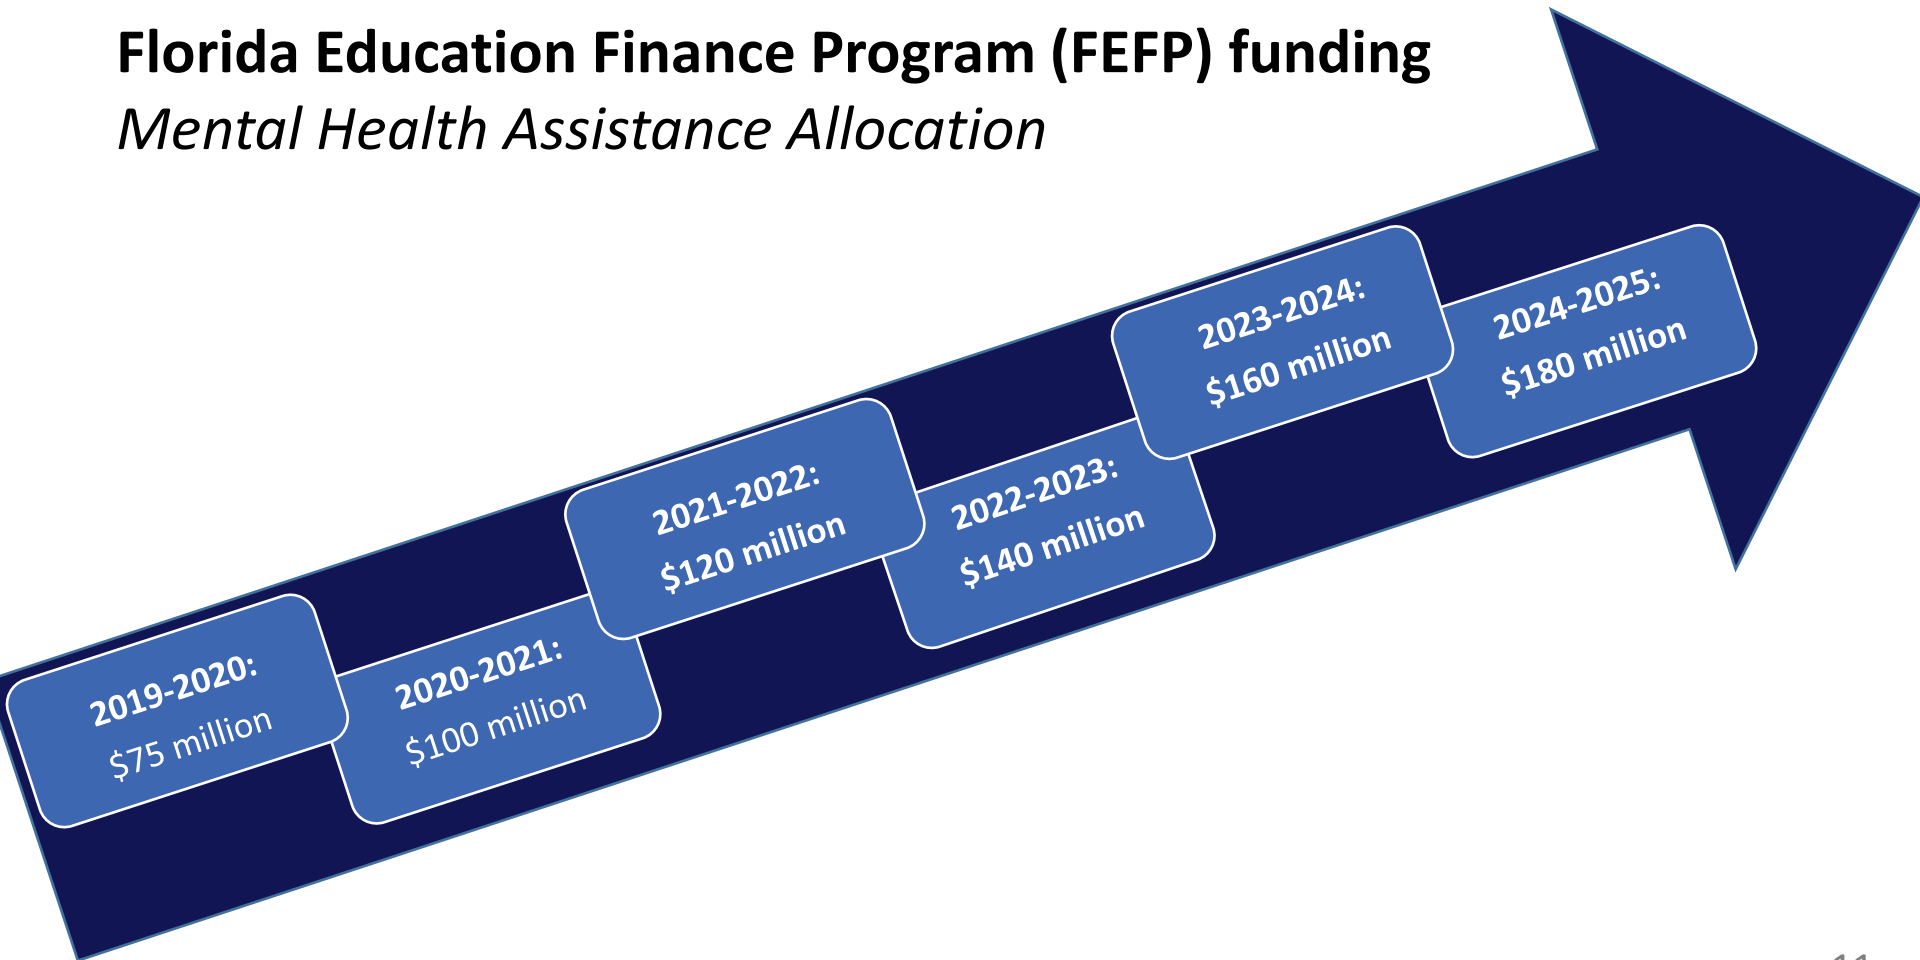 Florida Education Finance Program (FEFP) funding
Mental Health Assistance Allocation
2019-2020:
$75 million
2020-2021:
$100 million
2021-2022:
$120 million
2022-2023:
$140 million
2023-2024:
$160 million
2024-2025:
$180 million